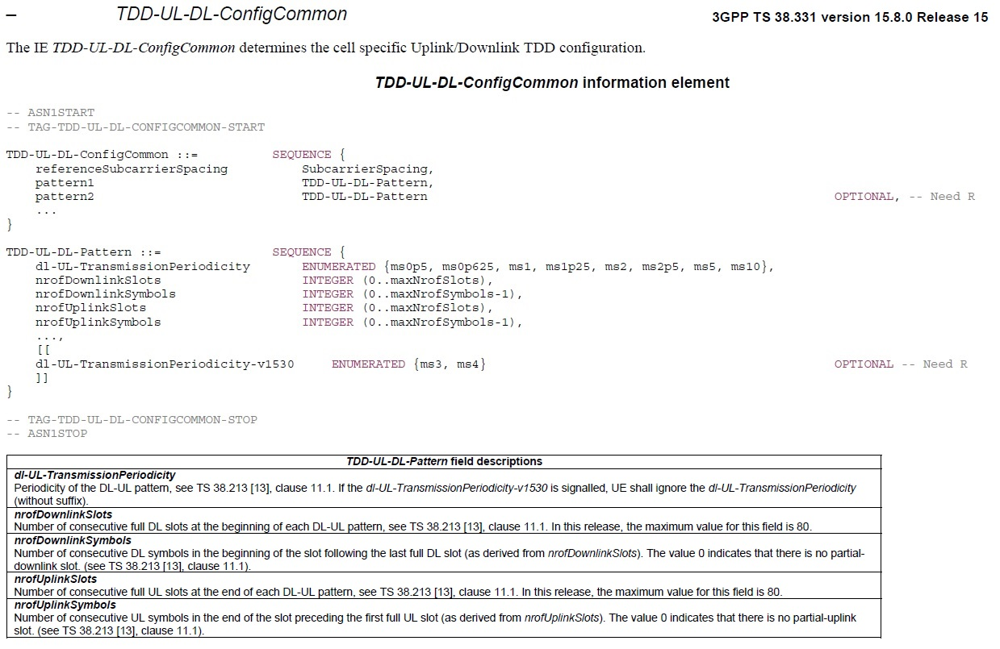 – TDD-UL-DL-ConfigCommon 3GPP TS 38.331 version 15.8.0 Release 15
The IE TDD-UL-DL-ConfigCommon determines the cell specific Uplink/Downlink TDD configuration.
TDD-UL-DL-ConfigCommon information element
-- ASN1START
-- TAG-TDD-UL-DL-CONFIGCOMMON-START
TDD-UL-DL-ConfigCommon ::= SEQUENCE {
referenceSubcarrierSpacing SubcarrierSpacing,
pattern1 TDD-UL-DL-Pattern,
pattern2 TDD-UL-DL-Pattern OPTIONAL, -- Need R
...
}
TDD-UL-DL-Pattern ::= SEQUENCE {
dl-UL-TransmissionPeriodicity ENUMERATED {ms0p5, ms0p625, ms1, ms1p25, ms2, ms2p5, ms5, ms10},
nrofDownlinkSlots INTEGER (0..maxNrofSlots),
nrofDownlinkSymbols INTEGER (0..maxNrofSymbols-1),
nrofUplinkSlots INTEGER (0..maxNrofSlots),
nrofUplinkSymbols INTEGER (0..maxNrofSymbols-1),
...,
[[
dl-UL-TransmissionPeriodicity-v1530 ENUMERATED {ms3, ms4} OPTIONAL -- Need R
]]
}
-- TAG-TDD-UL-DL-CONFIGCOMMON-STOP
-- ASN1STOP
TDD-UL-DL-Pattern field descriptions
dl-UL-TransmissionPeriodicity
Periodicity of the DL-UL pattern, see TS 38.213 [13], clause 11.1. If the dl-UL-TransmissionPeriodicity-v1530 is signalled, UE shall ignore the dl-UL-TransmissionPeriodicity
(without suffix).
nrofDownlinkSlots
Number of consecutive full DL slots at the beginning of each DL-UL pattern, see TS 38.213 [13], clause 11.1. In this release, the maximum value for this field is 80.
nrofDownlinkSymbols
Number of consecutive DL symbols in the beginning of the slot following the last full DL slot (as derived from nrofDownlinkSlots). The value 0 indicates that there is no partial-
downlink slot. (see TS 38.213 [13], clause 11.1).
nrofUplinkSlots
Number of consecutive full UL slots at the end of each DL-UL pattern, see TS 38.213 [13], clause 11.1. In this release, the maximum value for this field is 80.
nrofUplinkSymbols
Number of consecutive UL symbols in the end of the slot preceding the first full UL slot (as derived from nrofUplinkSlots). The value 0 indicates that there is no partial-uplink
slot. (see TS 38.213 [13], clause 11.1).